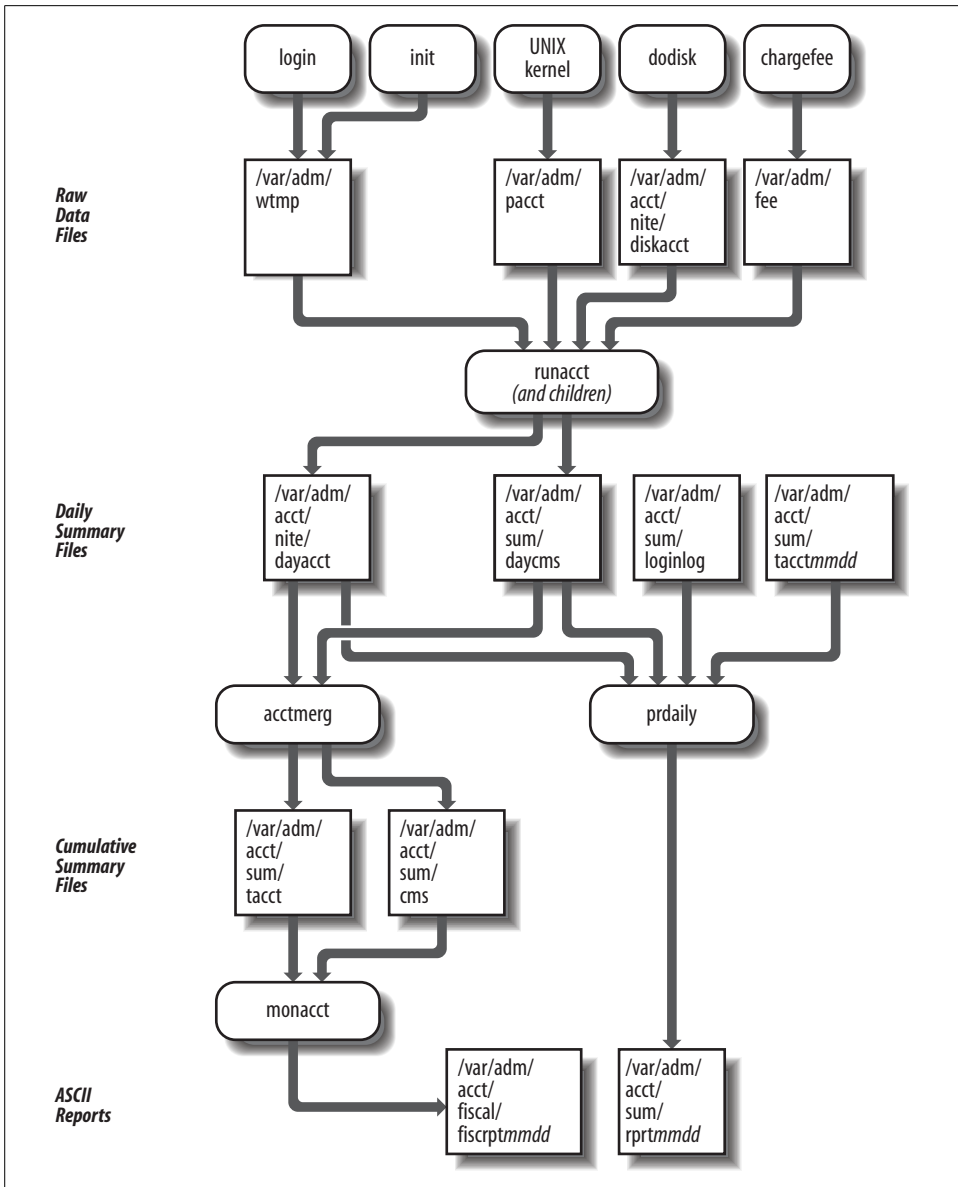 login
init
UNIX
kernel
dodisk
chargefee
Raw
Data
Files
/var/adm/
wtmp
/var/adm/
pacct
/var/adm/
acct/
nite/
diskacct
/var/adm/
fee
runacct
(and children)
Daily
Summary
Files
/var/adm/
acct/
nite/
dayacct
/var/adm/
acct/
sum/
daycms
/var/adm/
acct/
sum/
loginlog
/var/adm/
acct/
sum/
tacctmmdd
acctmerg
prdaily
Cumulative
Summary
Files
/var/adm/
acct/
sum/
tacct
/var/adm/
acct/
sum/
cms
monacct
ASCII
Reports
/var/adm/
acct/
fiscal/
fiscrptmmdd
/var/adm/
acct/
sum/
rprtmmdd